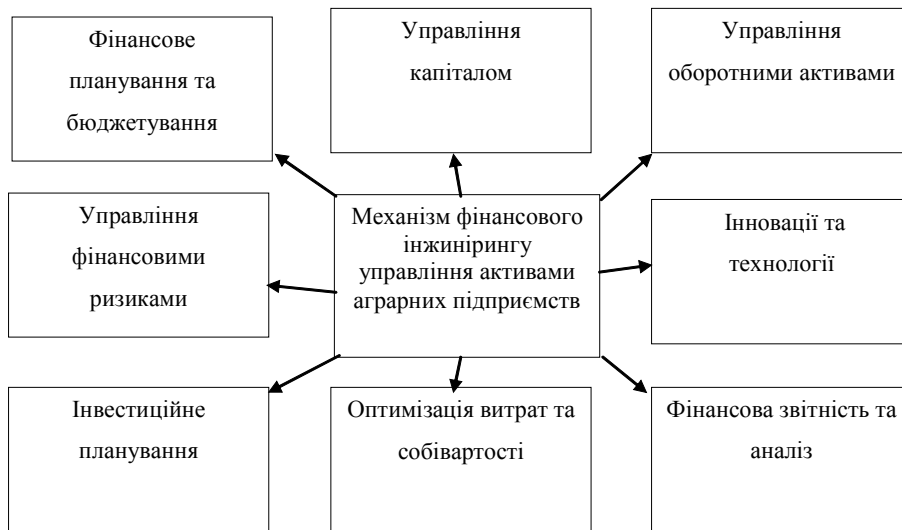 Фінансове
планування та
бюджетування
Управління
капіталом
Управління
оборотними активами
Управління
фінансовими
ризиками
Механізм фінансового
інжинірингу
управління активами
аграрних підприємств
Інновації та
технології
Інвестиційне
планування
Оптимізація витрат та
собівартості
Фінансова звітність та
аналіз